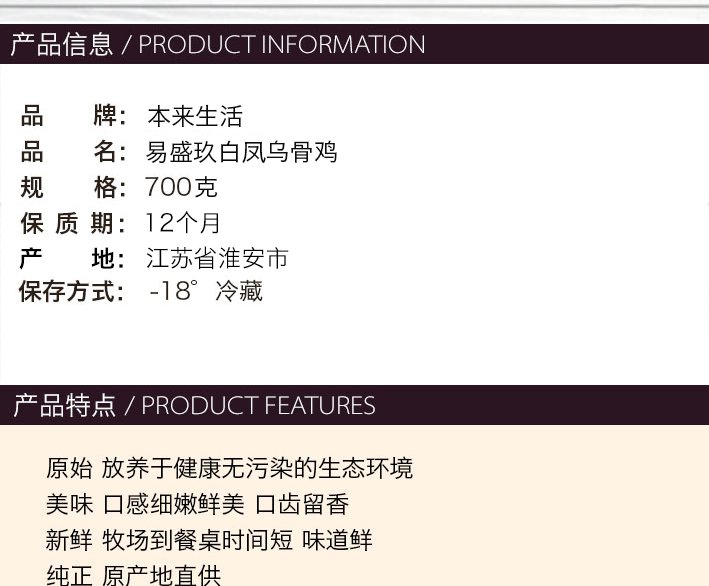 产品信息 / PRODUCT INFORMATION
品 牌： 本来生活
品 名： 易盛玖白凤乌骨鸡
规 格： 700克
保 质 期： 12个月
产 地： 江苏省淮安市
保存方式： -18° 冷藏
产品特点 / PRODUCT FEATURES
原始 放养于健康无污染的生态环境
美味 口感细嫩鲜美 口齿留香
新鲜 牧场到餐桌时间短 味道鲜
纯正 原产地直供